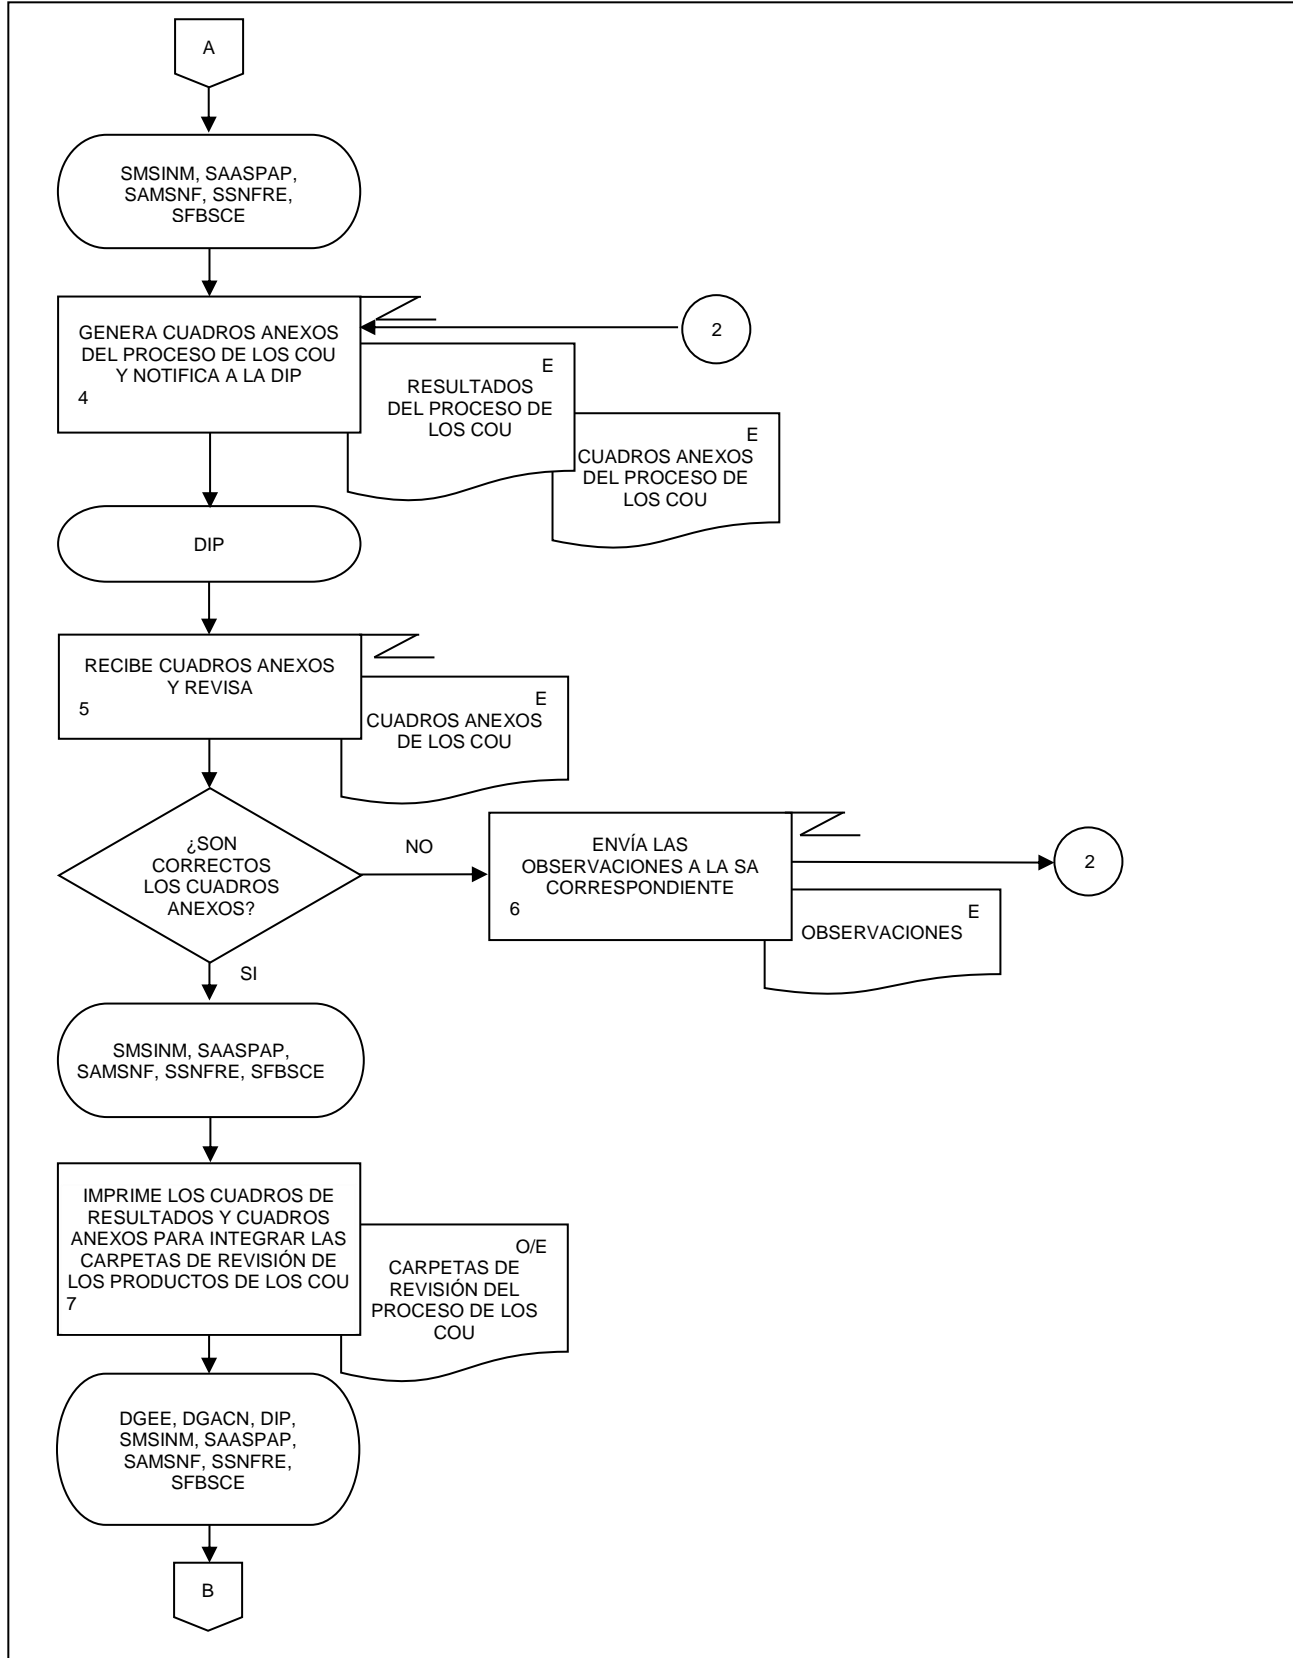 A
SMSINM, SAASPAP,
SAMSNF, SSNFRE,
SFBSCE
GENERA CUADROS ANEXOS
DEL PROCESO DE LOS COU
Y NOTIFICA A LA DIP
4
2
E
RESULTADOS
DEL PROCESO DE
LOS COU
E
CUADROS ANEXOS
DEL PROCESO DE
LOS COU
DIP
RECIBE CUADROS ANEXOS
Y REVISA
5
E
CUADROS ANEXOS
DE LOS COU
¿SON
CORRECTOS
LOS CUADROS
ANEXOS?
NO
ENVÍA LAS
OBSERVACIONES A LA SA
CORRESPONDIENTE
6
2
E
OBSERVACIONES
SI
SMSINM, SAASPAP,
SAMSNF, SSNFRE, SFBSCE
IMPRIME LOS CUADROS DE
RESULTADOS Y CUADROS
ANEXOS PARA INTEGRAR LAS
CARPETAS DE REVISIÓN DE
LOS PRODUCTOS DE LOS COU
7
O/E
CARPETAS DE
REVISIÓN DEL
PROCESO DE LOS
COU
DGEE, DGACN, DIP,
SMSINM, SAASPAP,
SAMSNF, SSNFRE,
SFBSCE
B